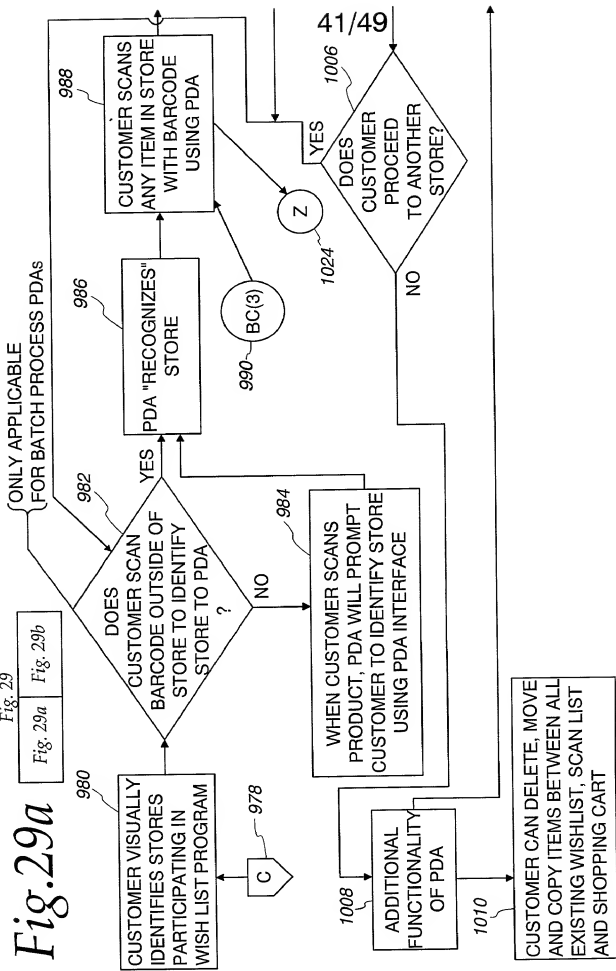 41/49
Fig.29a
Fig. 29
Fig. 29a
Fig. 29b
ONLY APPLICABLE
FOR BATCH PROCESS PDAs
980
CUSTOMER VISUALLY
IDENTIFIES STORES
PARTICIPATING IN
WISH LIST PROGRAM
C
978
982
DOES
CUSTOMER SCAN
BARCODE OUTSIDE OF
STORE TO IDENTIFY
STORE TO PDA
?
YES
NO
984
WHEN CUSTOMER SCANS
PRODUCT, PDA WILL PROMPT
CUSTOMER TO IDENTIFY STORE
USING PDA INTERFACE
986
PDA "RECOGNIZES"
STORE
988
CUSTOMER SCANS
ANY ITEM IN STORE
WITH BARCODE
USING PDA
BC(3)
990
Z
1024
1006
DOES
CUSTOMER
PROCEED
TO ANOTHER
STORE?
YES
NO
1008
ADDITIONAL
FUNCTIONALITY
OF PDA
1010
CUSTOMER CAN DELETE, MOVE
AND COPY ITEMS BETWEEN ALL
EXISTING WISHLIST, SCAN LIST
AND SHOPPING CART